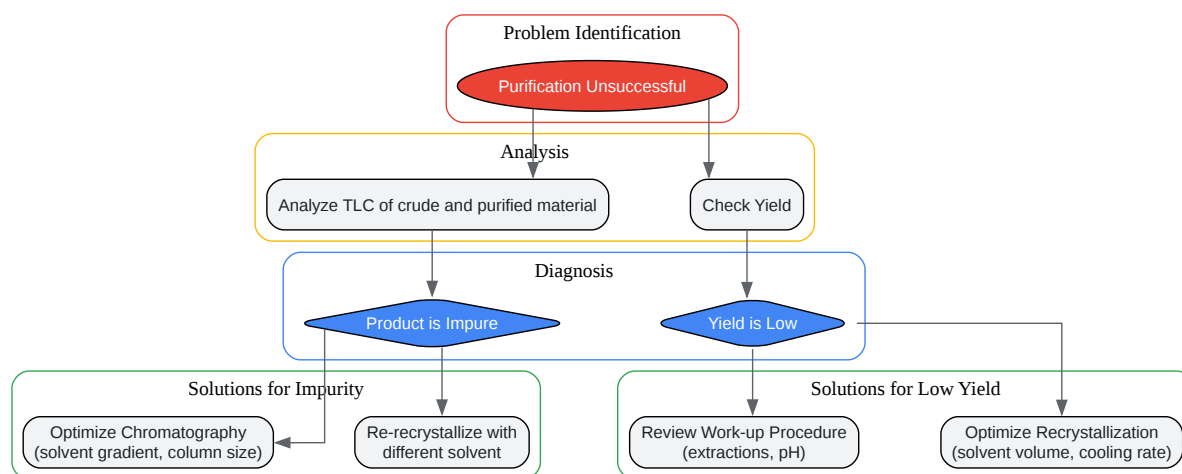 Problem Identification
Purification Unsuccessful
Analysis
Analyze TLC of crude and purified material
Check Yield
Diagnosis
Product is Impure
Yield is Low
Solutions for Impurity
Optimize Chromatography
(solvent gradient, column size)
Re-recrystallize with
different solvent
Solutions for Low Yield
Review Work-up Procedure
(extractions, pH)
Optimize Recrystallization
(solvent volume, cooling rate)